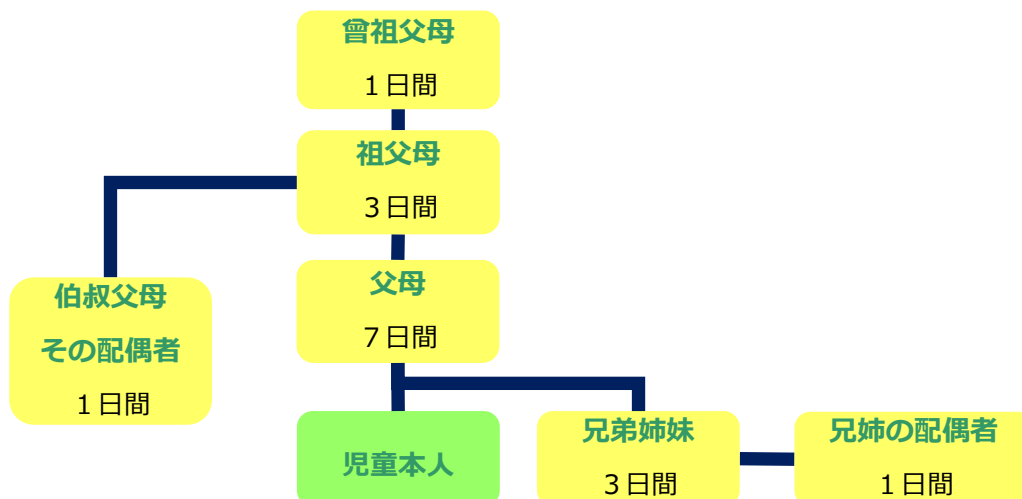 曾祖父母
１日間
祖父母
３日間
伯叔父母
その配偶者
１日間
父母
７日間
児童本人
兄弟姉妹
３日間
兄姉の配偶者
１日間